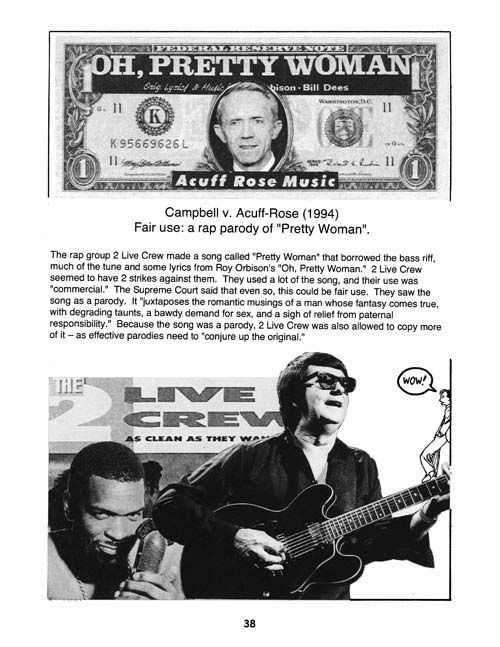 FEDERAL RESERVE NOTE
OH, PRETTY WOMAN
Orig Lyrics & Music bison · Bill Dees
WASHINGTON, D.C.
11 11
K
K 95669626 L
11 11
1 1
SERIES
Acuff Rose Music
Campbell v. Acuff-Rose (1994)
Fair use: a rap parody of "Pretty Woman".
The rap group 2 Live Crew made a song called "Pretty Woman" that borrowed the bass riff,
much of the tune and some lyrics from Roy Orbison's "Oh, Pretty Woman." 2 Live Crew
seemed to have 2 strikes against them. They used a lot of the song, and their use was
"commercial." The Supreme Court said that even so, this could be fair use. They saw the
song as a parody. It "juxtaposes the romantic musings of a man whose fantasy comes true,
with degrading taunts, a bawdy demand for sex, and a sigh of relief from paternal
responsibility." Because the song was a parody, 2 Live Crew was also allowed to copy more
of it – as effective parodies need to "conjure up the original."
THE
2 LIVE
CREW
AS CLEAN AS THEY WAN
WOW!
38